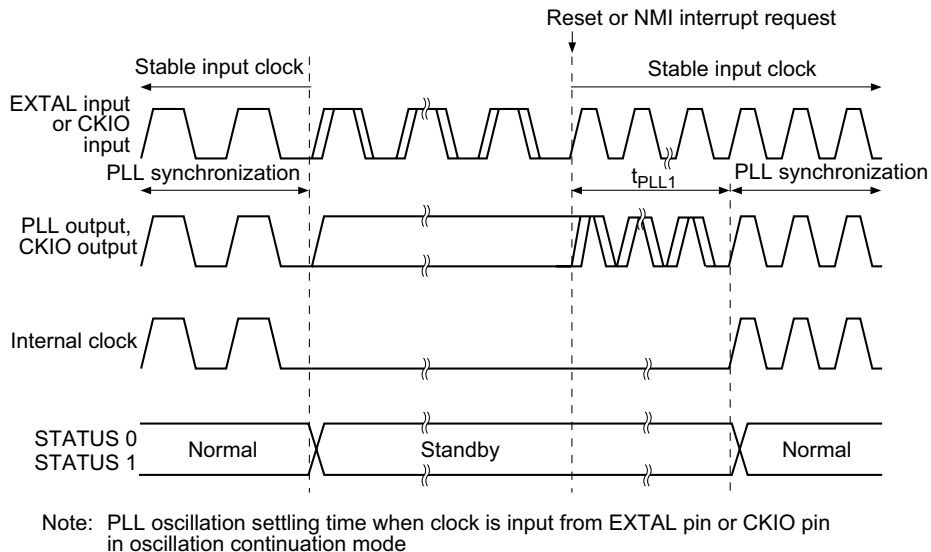 Reset or NMI interrupt request
Stable input clock
Stable input clock
EXTAL input
or CKIO
input
PLL synchronization
tPLL1
PLL synchronization
PLL output,
CKIO output
Internal clock
STATUS 0
STATUS 1
Normal
Standby
Normal
Note: PLL oscillation settling time when clock is input from EXTAL pin or CKIO pin
in oscillation continuation mode